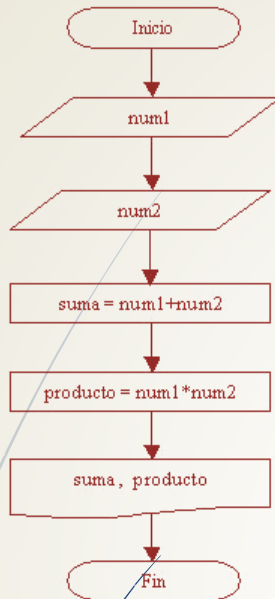 Inicio
num1
num2
suma = num1+num2
producto = num1*num2
suma , producto
Fin